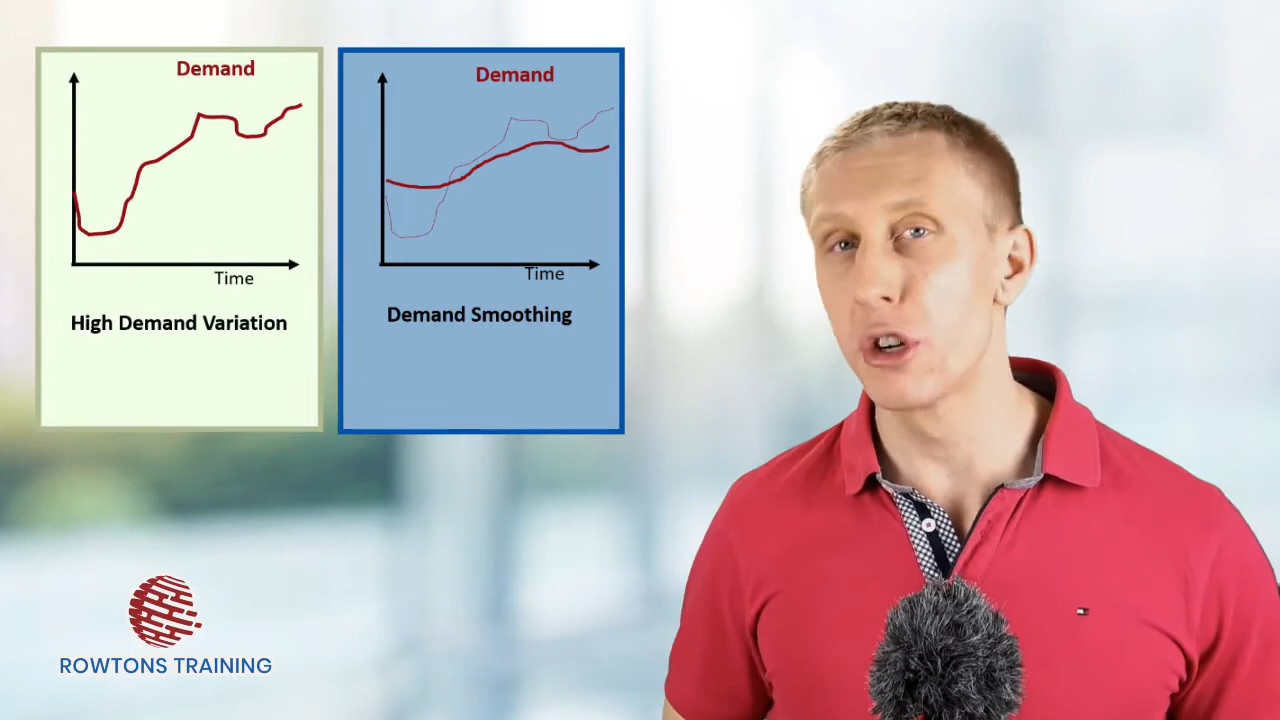 Demand
Time
High Demand Variation
Demand
Time
Demand Smoothing
ROWTONS TRAINING